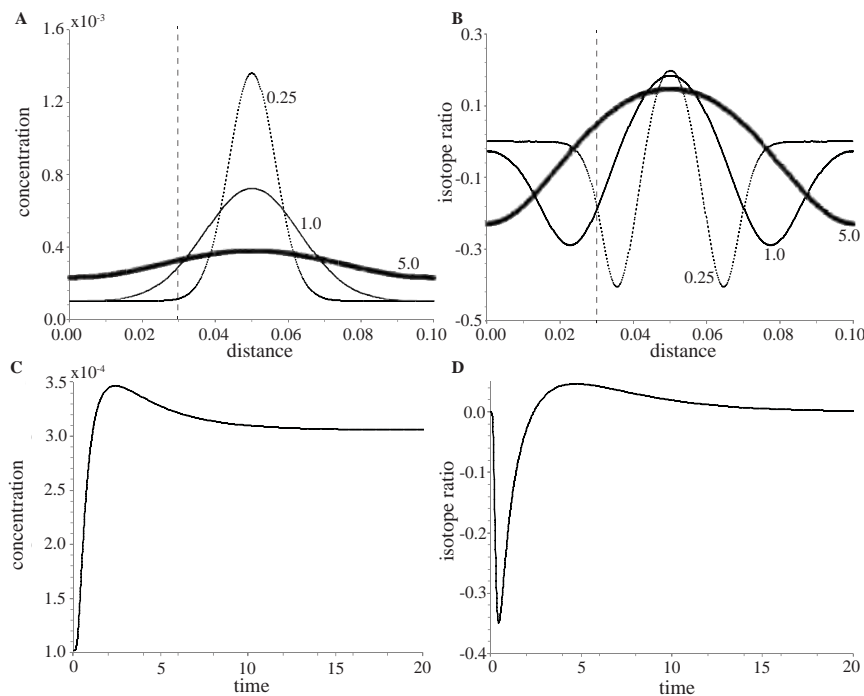 A
x10⁻³
1.6
1.2
0.8
0.4
0.0
concentration
0.25
1.0
5.0
0.00 0.02 0.04 0.06 0.08 0.10
distance
B
0.3
0.1
-0.1
-0.3
-0.5
isotope ratio
5.0
1.0
0.25
0.00 0.02 0.04 0.06 0.08 0.10
distance
C
x10⁻⁴
3.5
3.0
2.5
4.0
1.5
1.0
concentration
0 5 10 15 20
time
D
0.0
-0.1
-0.2
-0.3
-0.4
isotope ratio
0 5 10 15 20
time